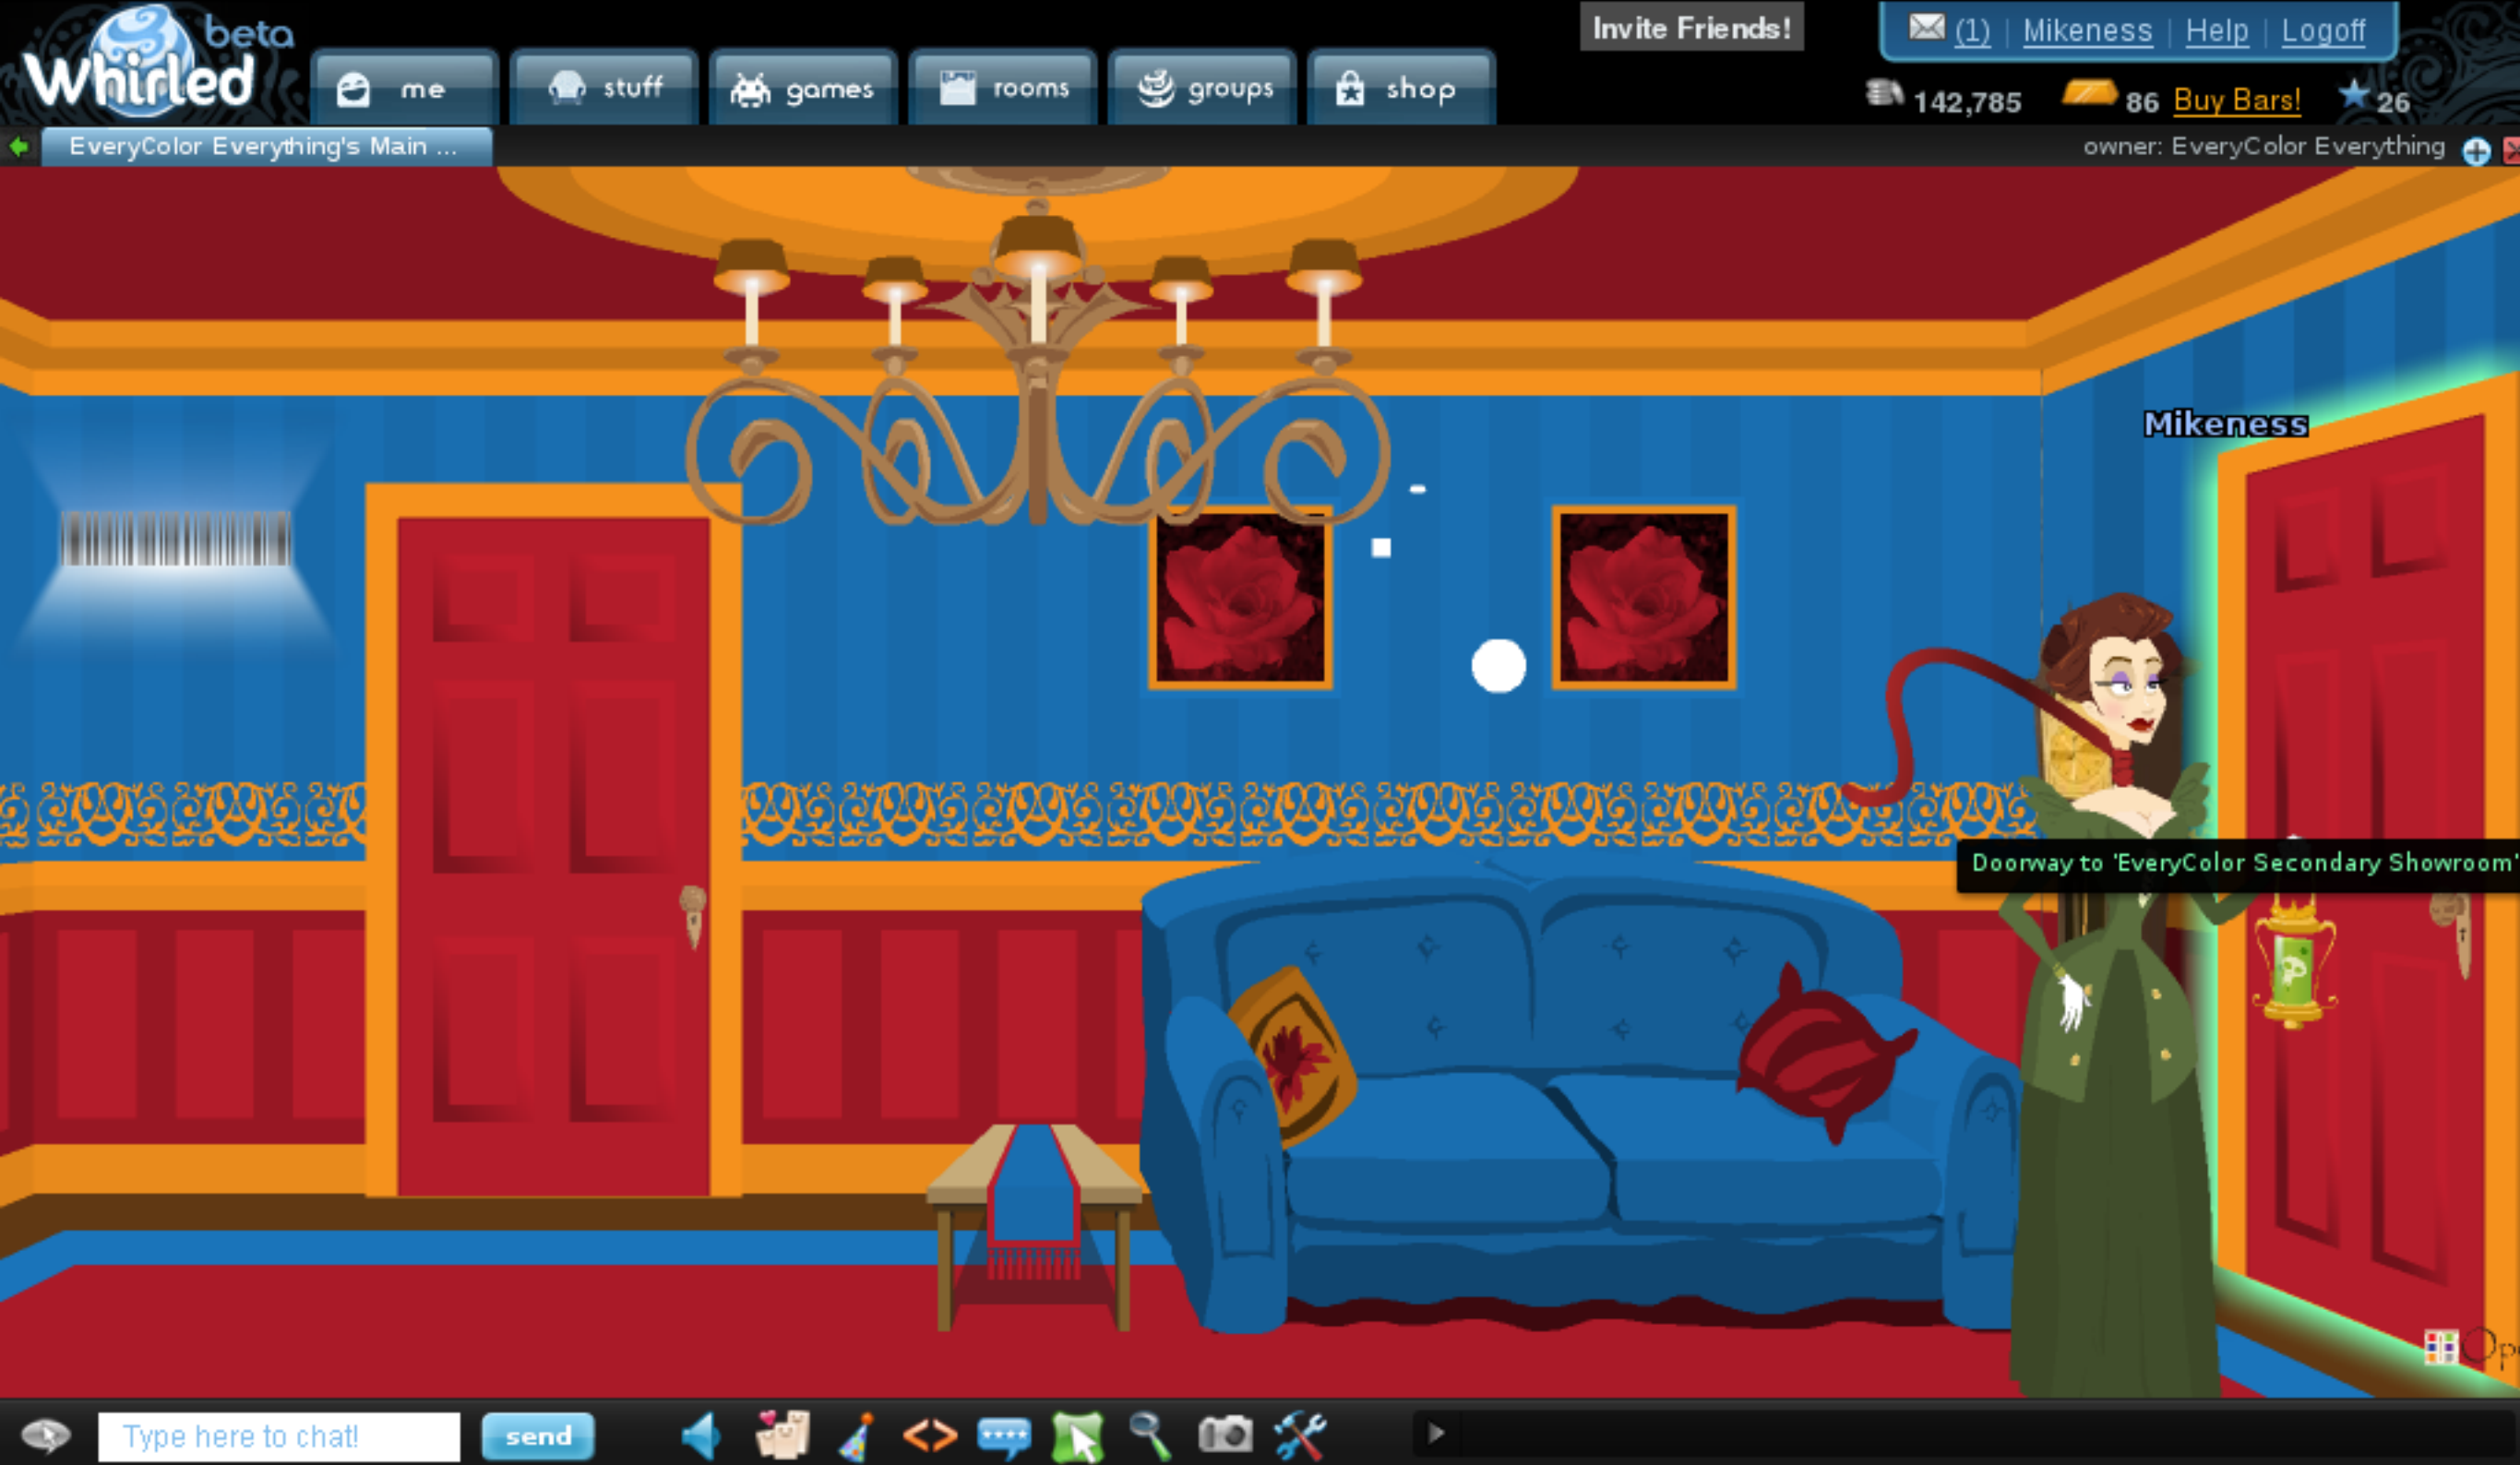 Whirled beta
me
stuff
games
rooms
groups
shop
Invite Friends!
(1) | Mikeness | Help | Logoff
142,785 86 Buy Bars! 26
EveryColor Everything's Main ...
owner: EveryColor Everything
Mikeness
Doorway to 'EveryColor Secondary Showroom'
Type here to chat!
send